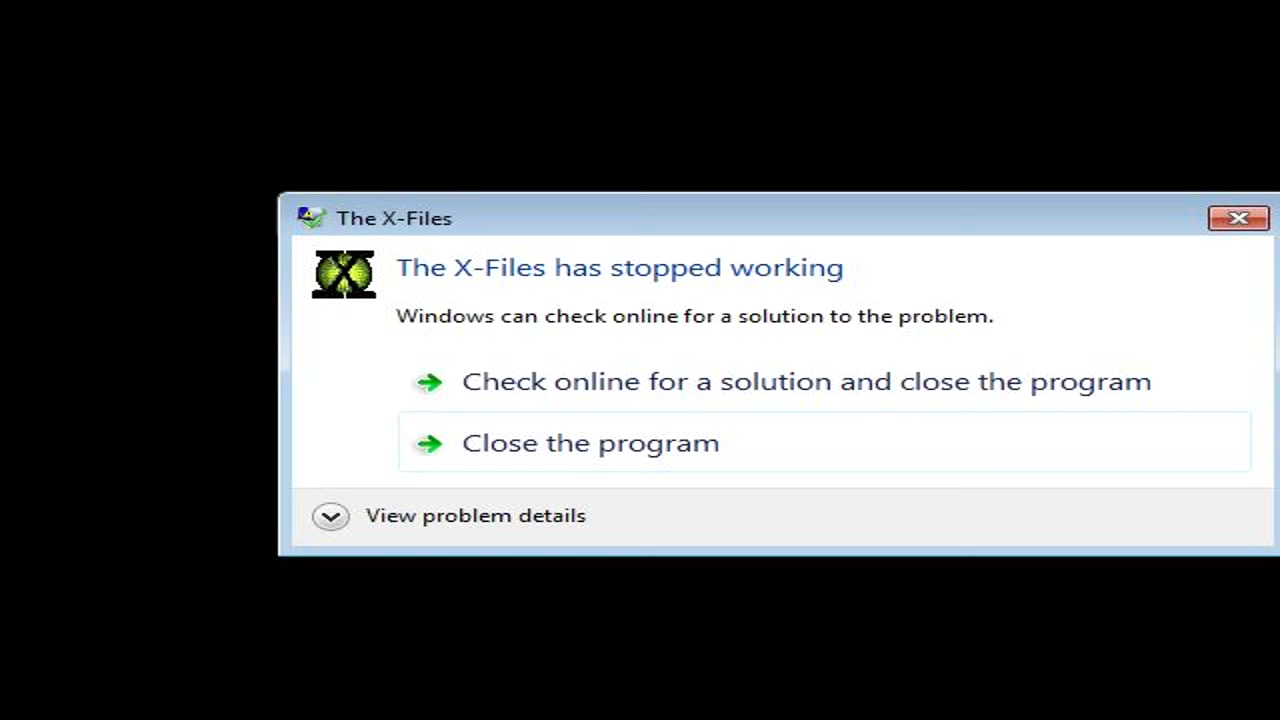 The X-Files
The X-Files has stopped working
Windows can check online for a solution to the problem.
Check online for a solution and close the program
Close the program
View problem details